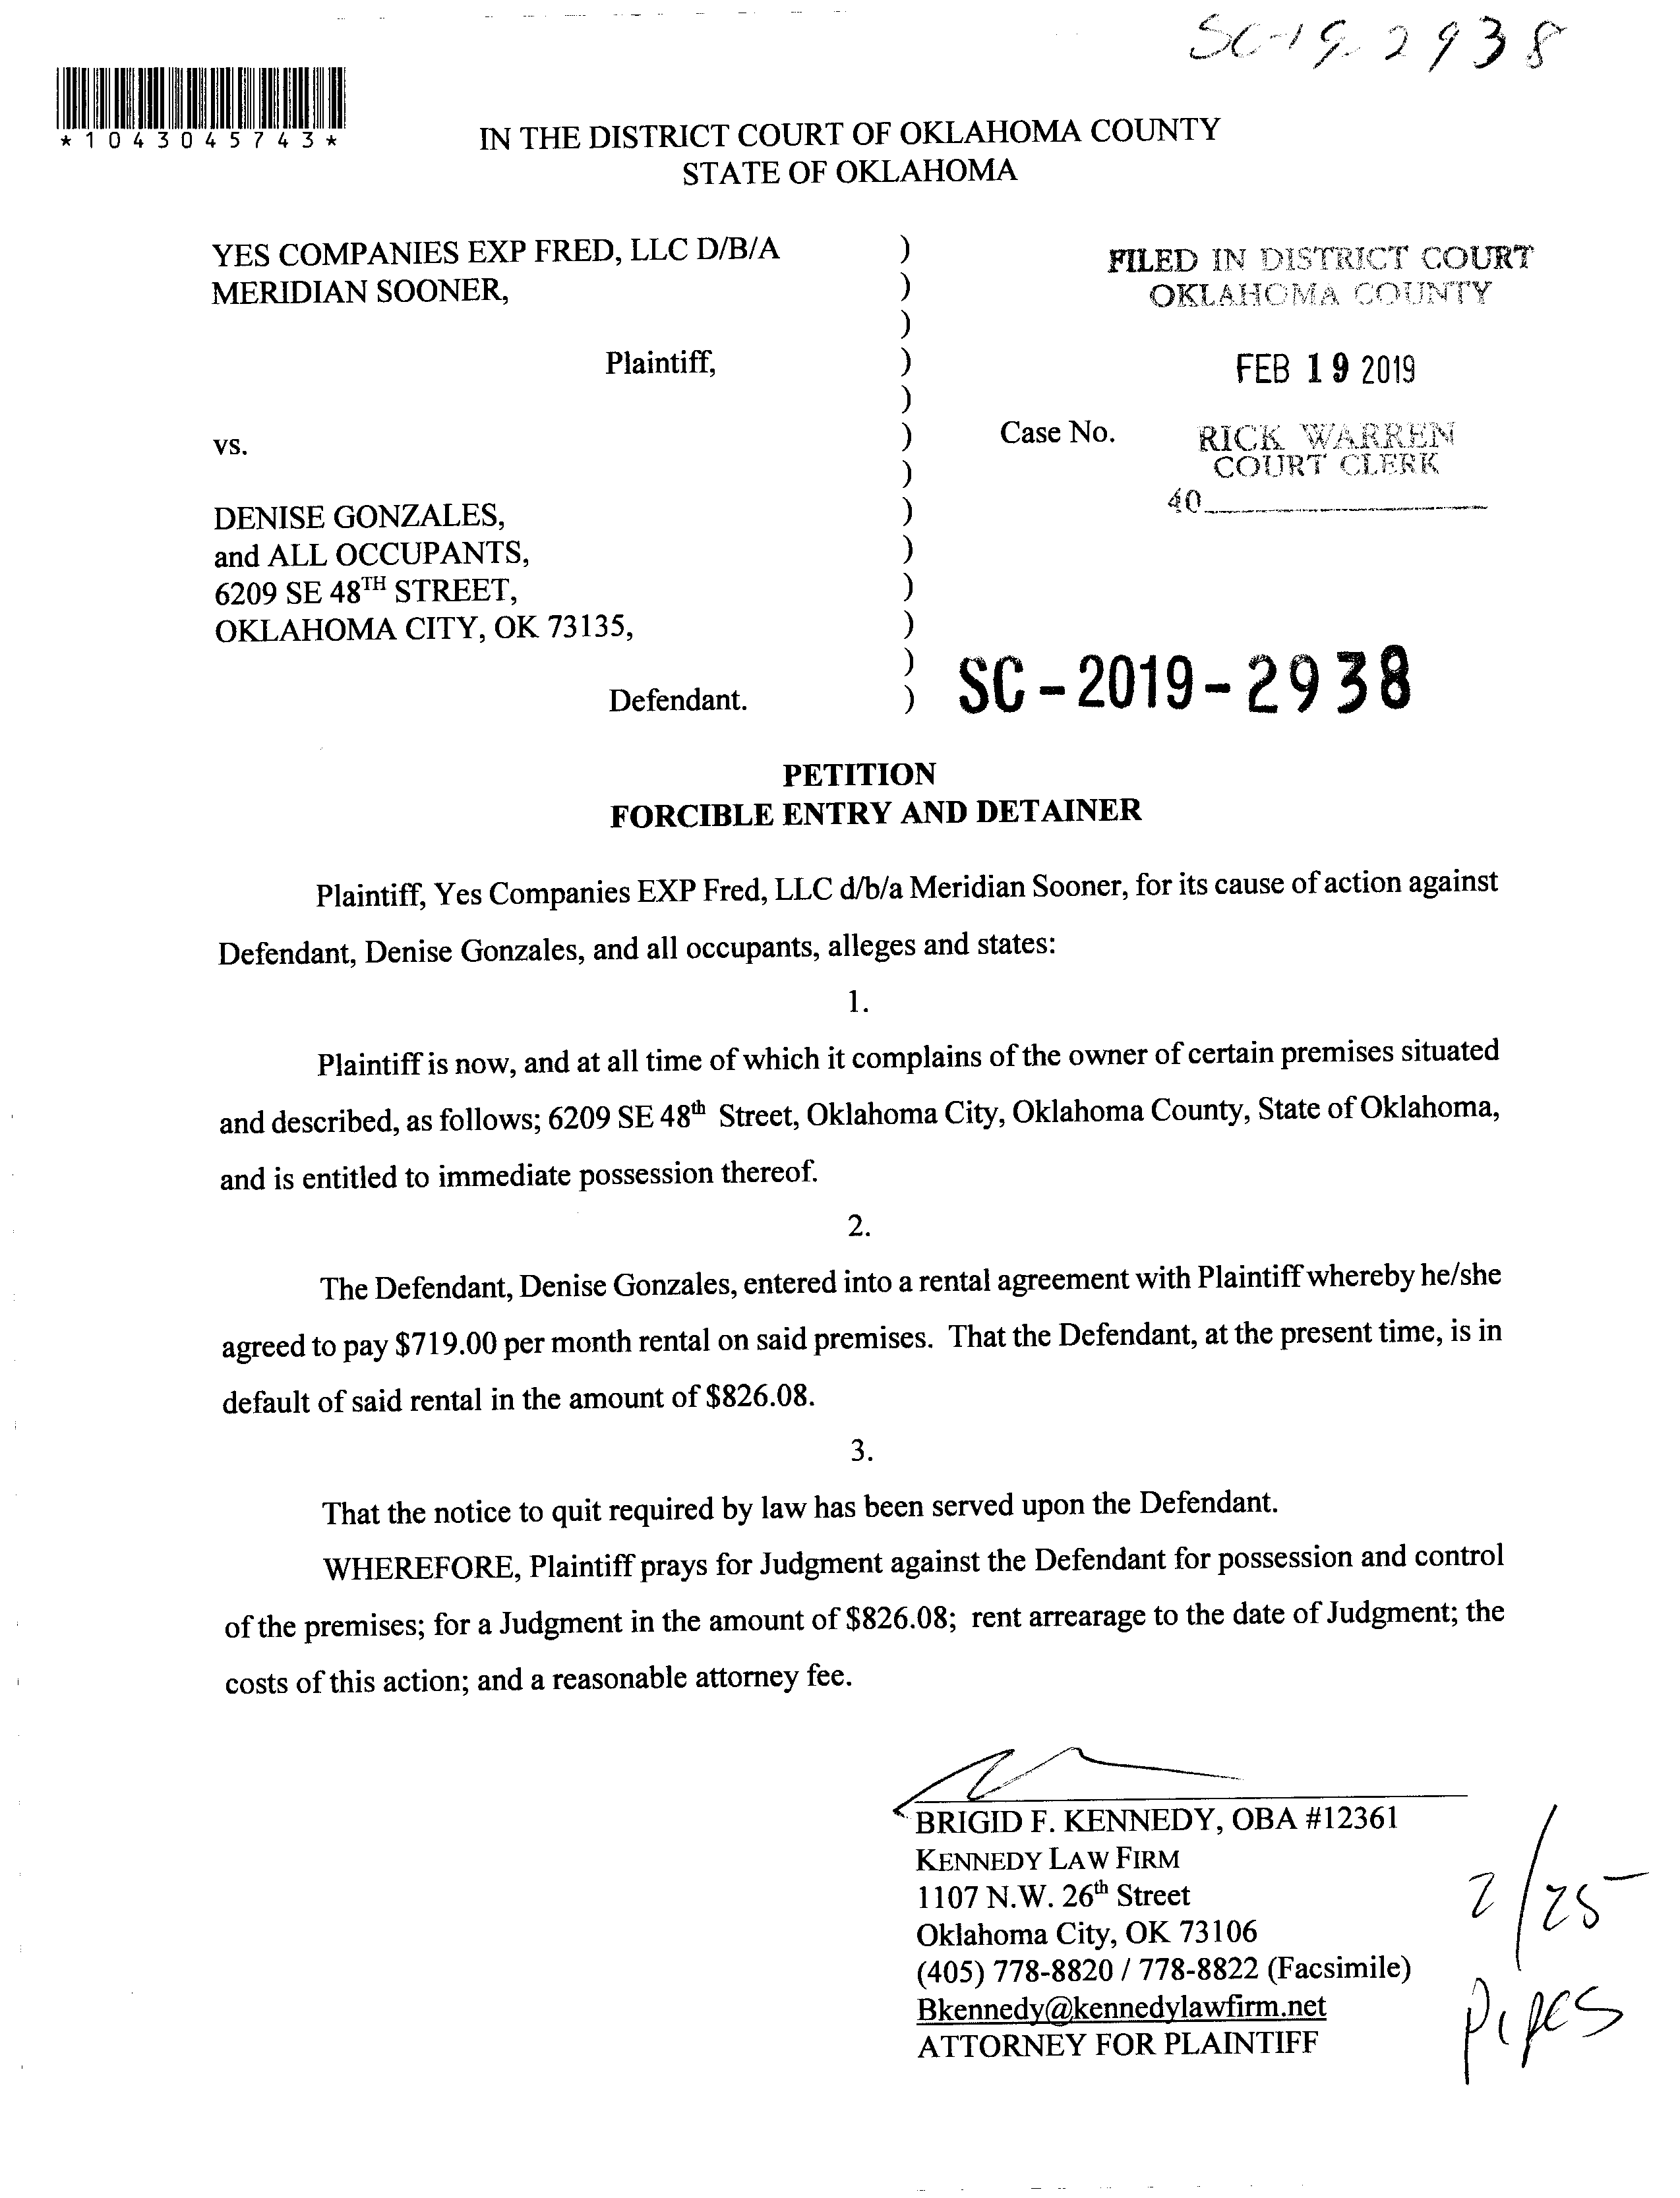 SC-19-2938
*1043045743*
IN THE DISTRICT COURT OF OKLAHOMA COUNTY
STATE OF OKLAHOMA
YES COMPANIES EXP FRED, LLC D/B/A )
MERIDIAN SOONER, )
)
Plaintiff, )
)
vs. )
)
DENISE GONZALES, )
and ALL OCCUPANTS, )
6209 SE 48TH STREET, )
OKLAHOMA CITY, OK 73135, )
)
Defendant. )
FILED IN DISTRICT COURT
OKLAHOMA COUNTY
FEB 19 2019
Case No.
RICK WARREN
COURT CLERK
40
SC-2019-2938
PETITION
FORCIBLE ENTRY AND DETAINER
Plaintiff, Yes Companies EXP Fred, LLC d/b/a Meridian Sooner, for its cause of action against
Defendant, Denise Gonzales, and all occupants, alleges and states:
1.
Plaintiff is now, and at all time of which it complains of the owner of certain premises situated
and described, as follows; 6209 SE 48th Street, Oklahoma City, Oklahoma County, State of Oklahoma,
and is entitled to immediate possession thereof.
2.
The Defendant, Denise Gonzales, entered into a rental agreement with Plaintiff whereby he/she
agreed to pay $719.00 per month rental on said premises. That the Defendant, at the present time, is in
default of said rental in the amount of $826.08.
3.
That the notice to quit required by law has been served upon the Defendant.
WHEREFORE, Plaintiff prays for Judgment against the Defendant for possession and control
of the premises; for a Judgment in the amount of $826.08; rent arrearage to the date of Judgment; the
costs of this action; and a reasonable attorney fee.
BRIGID F. KENNEDY, OBA #12361
KENNEDY LAW FIRM
1107 N.W. 26th Street
Oklahoma City, OK 73106
(405) 778-8820 / 778-8822 (Facsimile)
Bkennedy@kennedylawfirm.net
ATTORNEY FOR PLAINTIFF
2/25
Pipes